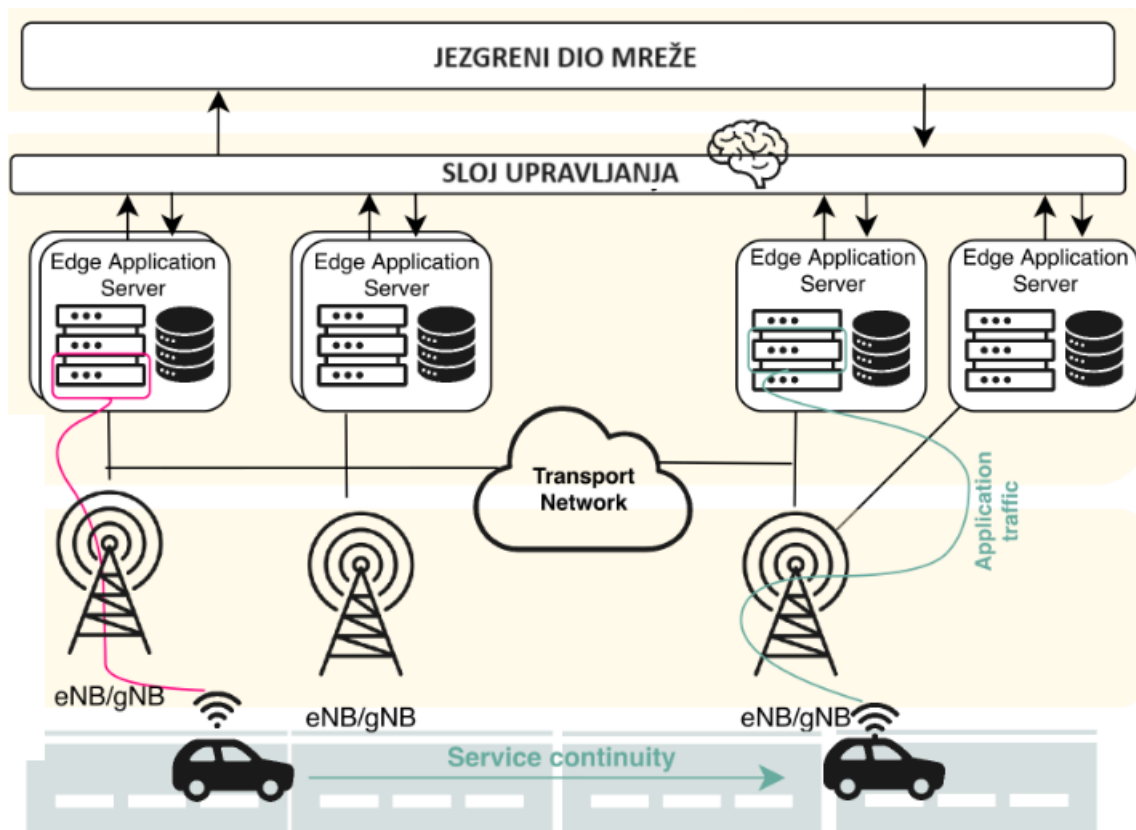 JEZGRENI DIO MREŽE
SLOJ UPRAVLJANJA
Edge Application
Server
Edge Application
Server
Edge Application
Server
Edge Application
Server
Transport
Network
Application
traffic
eNB/gNB
eNB/gNB
eNB/gNB
Service continuity